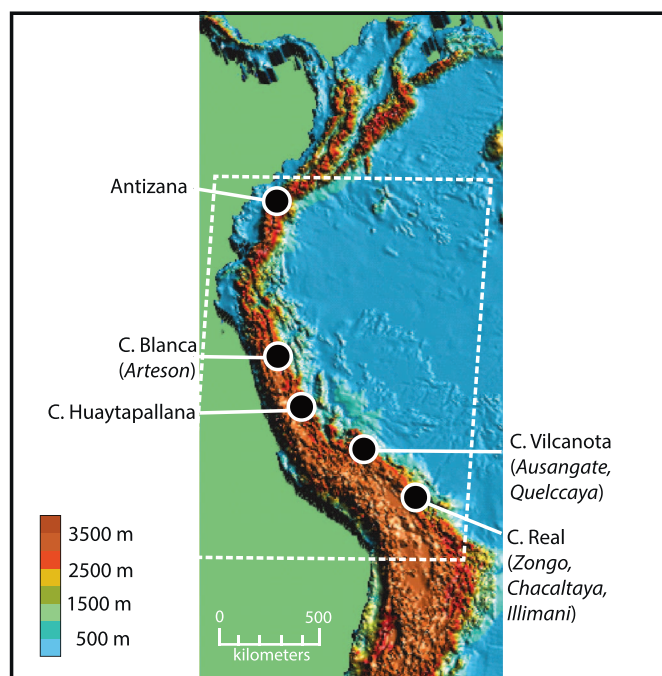 Antizana
C. Blanca
(Arteson)
C. Huaytapallana
C. Vilcanota
(Ausangate,
Quelccaya)
C. Real
(Zongo,
Chacaltaya,
Illimani)
3500 m
2500 m
1500 m
500 m
0 500
kilometers